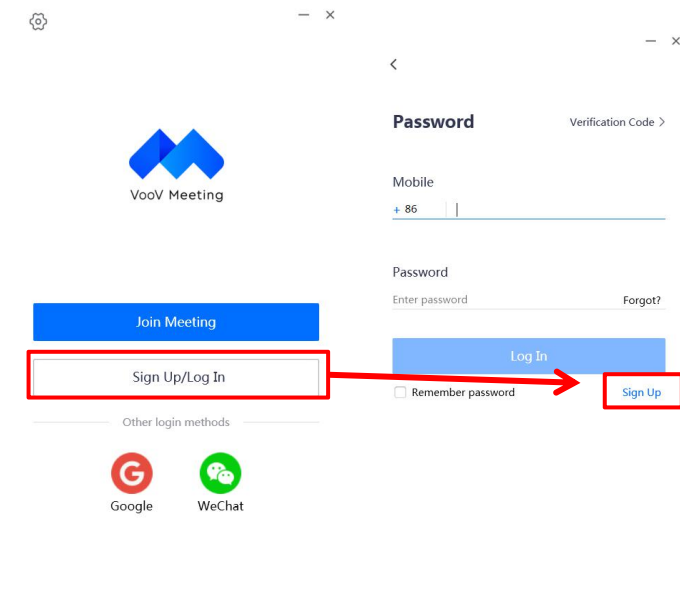 VooV Meeting
Join Meeting
Sign Up/Log In
Other login methods
Google
WeChat
Password
Verification Code >
Mobile
+ 86
Password
Enter password
Forgot?
Log In
Remember password
Sign Up